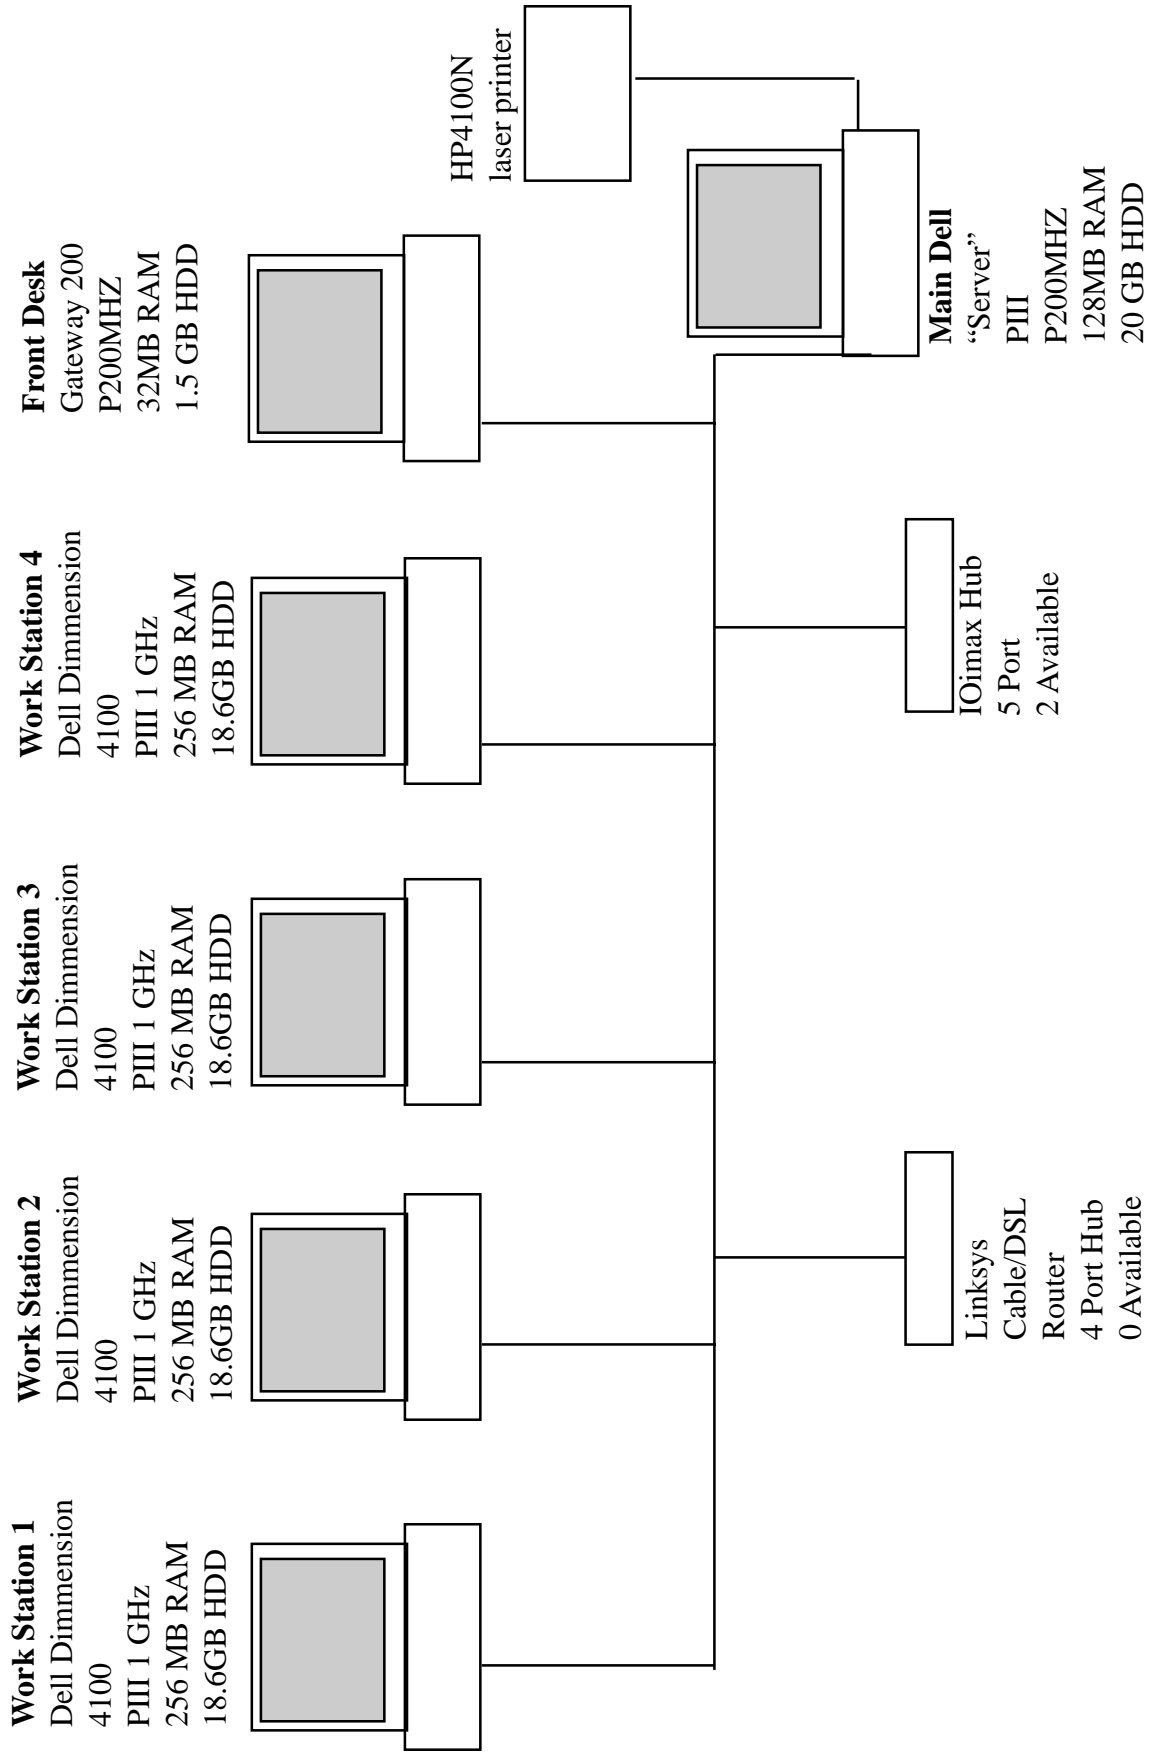 Work Station 1
Dell Dimmension
4100
PIII 1 GHz
256 MB RAM
18.6GB HDD
Work Station 2
Dell Dimmension
4100
PIII 1 GHz
256 MB RAM
18.6GB HDD
Work Station 3
Dell Dimmension
4100
PIII 1 GHz
256 MB RAM
18.6GB HDD
Work Station 4
Dell Dimmension
4100
PIII 1 GHz
256 MB RAM
18.6GB HDD
Front Desk
Gateway 200
P200MHZ
32MB RAM
1.5 GB HDD
HP4100N
laser printer
Linksys
Cable/DSL
Router
4 Port Hub
0 Available
IOimax Hub
5 Port
2 Available
Main Dell
“Server”
PIII
P200MHZ
128MB RAM
20 GB HDD